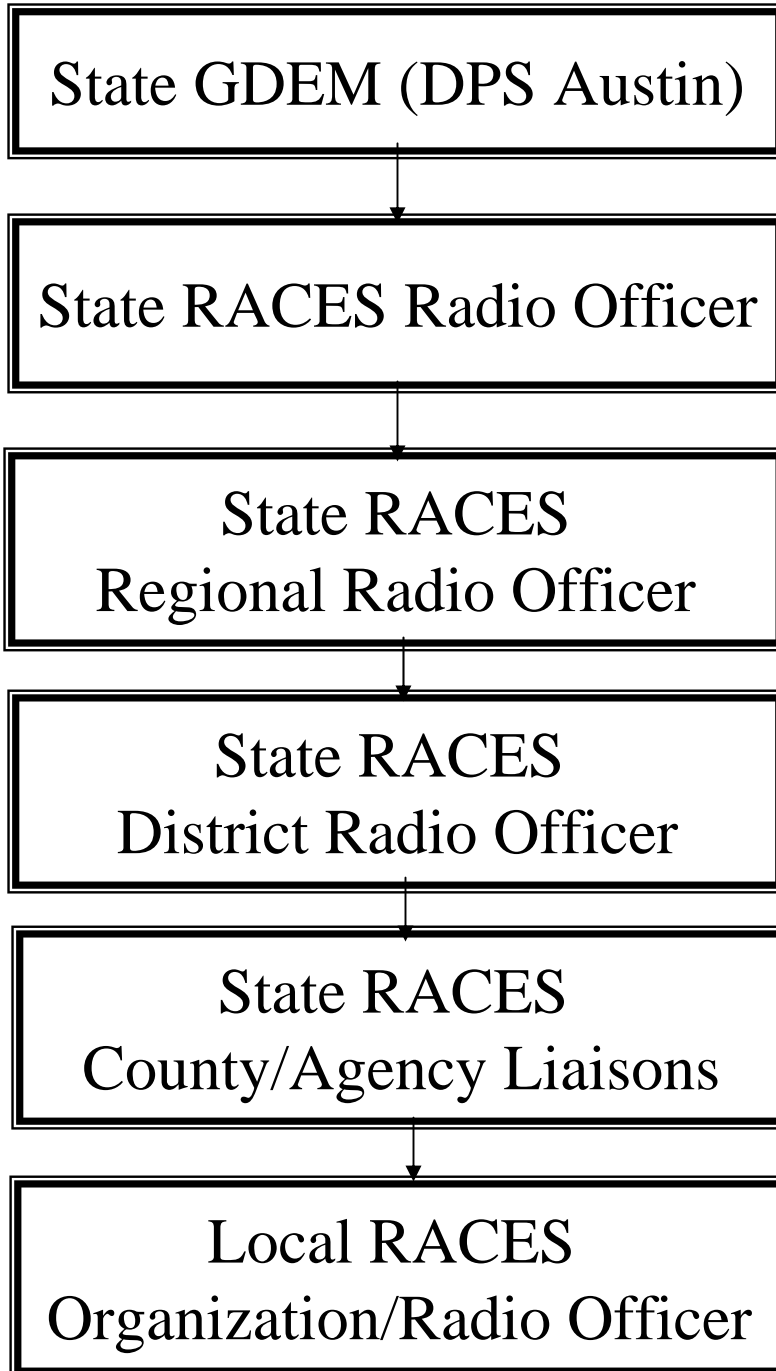 State GDEM (DPS Austin)
State RACES Radio Officer
State RACES
Regional Radio Officer
State RACES
District Radio Officer
State RACES
County/Agency Liaisons
Local RACES
Organization/Radio Officer